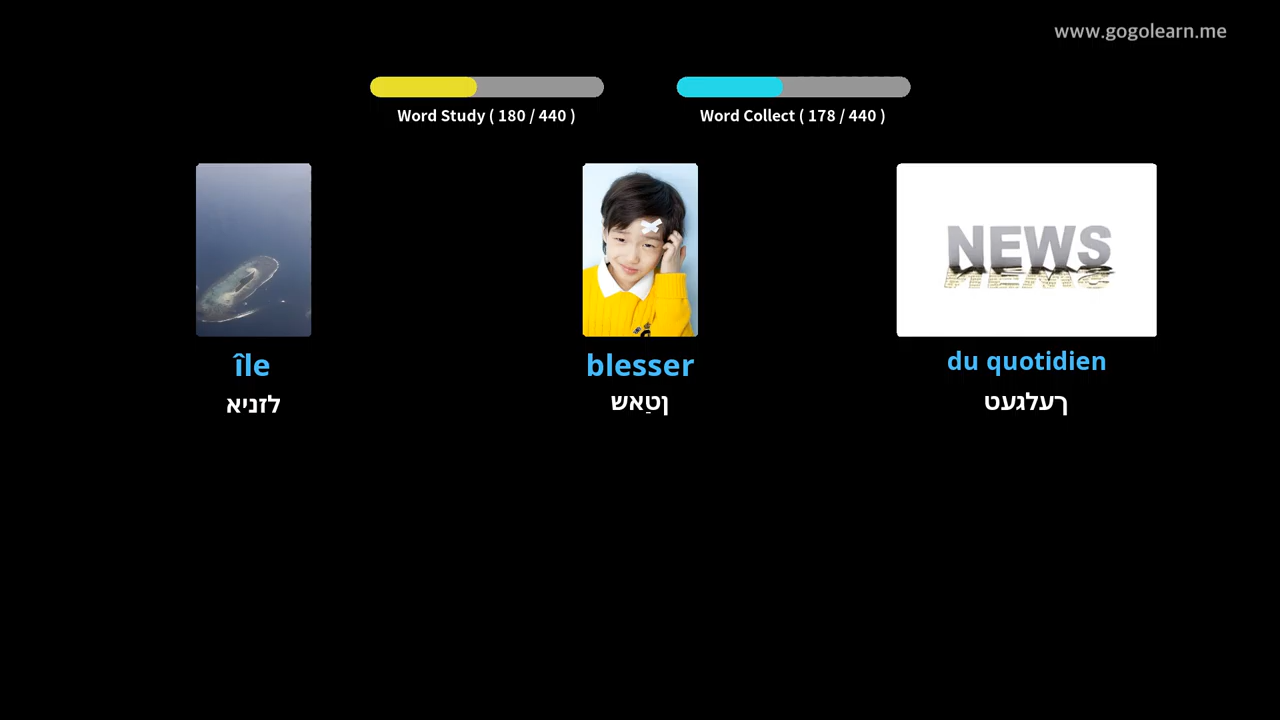 www.gogolearn.me
Word Study ( 180 / 440 )
Word Collect ( 178 / 440 )
île
לזניא
blesser
ןטַאש
du quotidien
ךעלגעט
NEWS